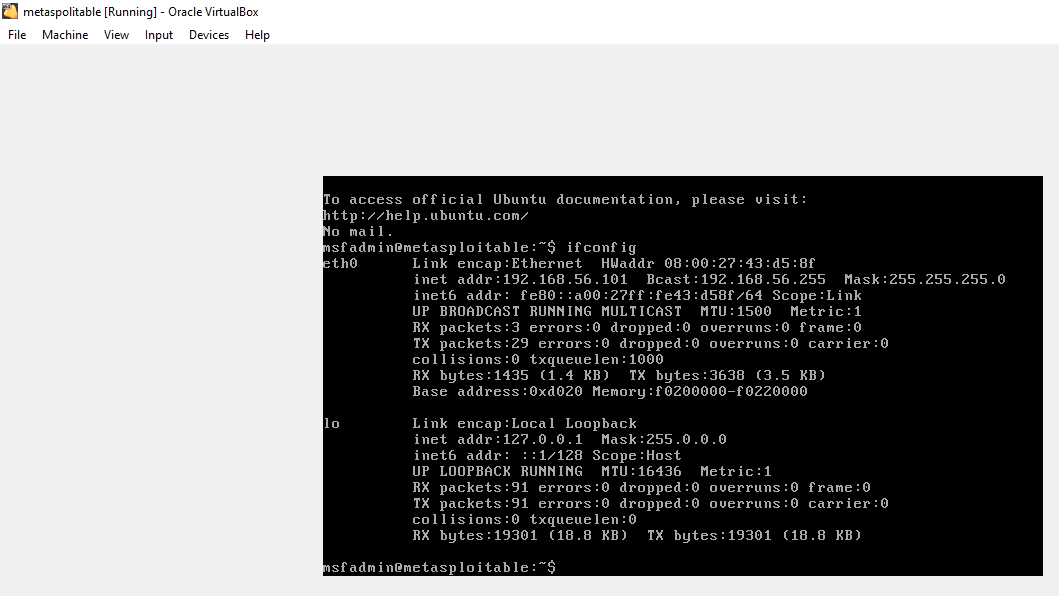 metaspolitable [Running] - Oracle VirtualBox
File Machine View Input Devices Help
To access official Ubuntu documentation, please visit:
http://help.ubuntu.com/
No mail.
msfadmin@metasploitable:~$ ifconfig
eth0 Link encap:Ethernet HWaddr 08:00:27:43:d5:8f
inet addr:192.168.56.101 Bcast:192.168.56.255 Mask:255.255.255.0
inet6 addr: fe80::a00:27ff:fe43:d58f/64 Scope:Link
UP BROADCAST RUNNING MULTICAST MTU:1500 Metric:1
RX packets:3 errors:0 dropped:0 overruns:0 frame:0
TX packets:29 errors:0 dropped:0 overruns:0 carrier:0
collisions:0 txqueuelen:1000
RX bytes:1435 (1.4 KB) TX bytes:3638 (3.5 KB)
Base address:0xd020 Memory:f0200000-f0220000
lo Link encap:Local Loopback
inet addr:127.0.0.1 Mask:255.0.0.0
inet6 addr: ::1/128 Scope:Host
UP LOOPBACK RUNNING MTU:16436 Metric:1
RX packets:91 errors:0 dropped:0 overruns:0 frame:0
TX packets:91 errors:0 dropped:0 overruns:0 carrier:0
collisions:0 txqueuelen:0
RX bytes:19301 (18.8 KB) TX bytes:19301 (18.8 KB)
msfadmin@metasploitable:~$